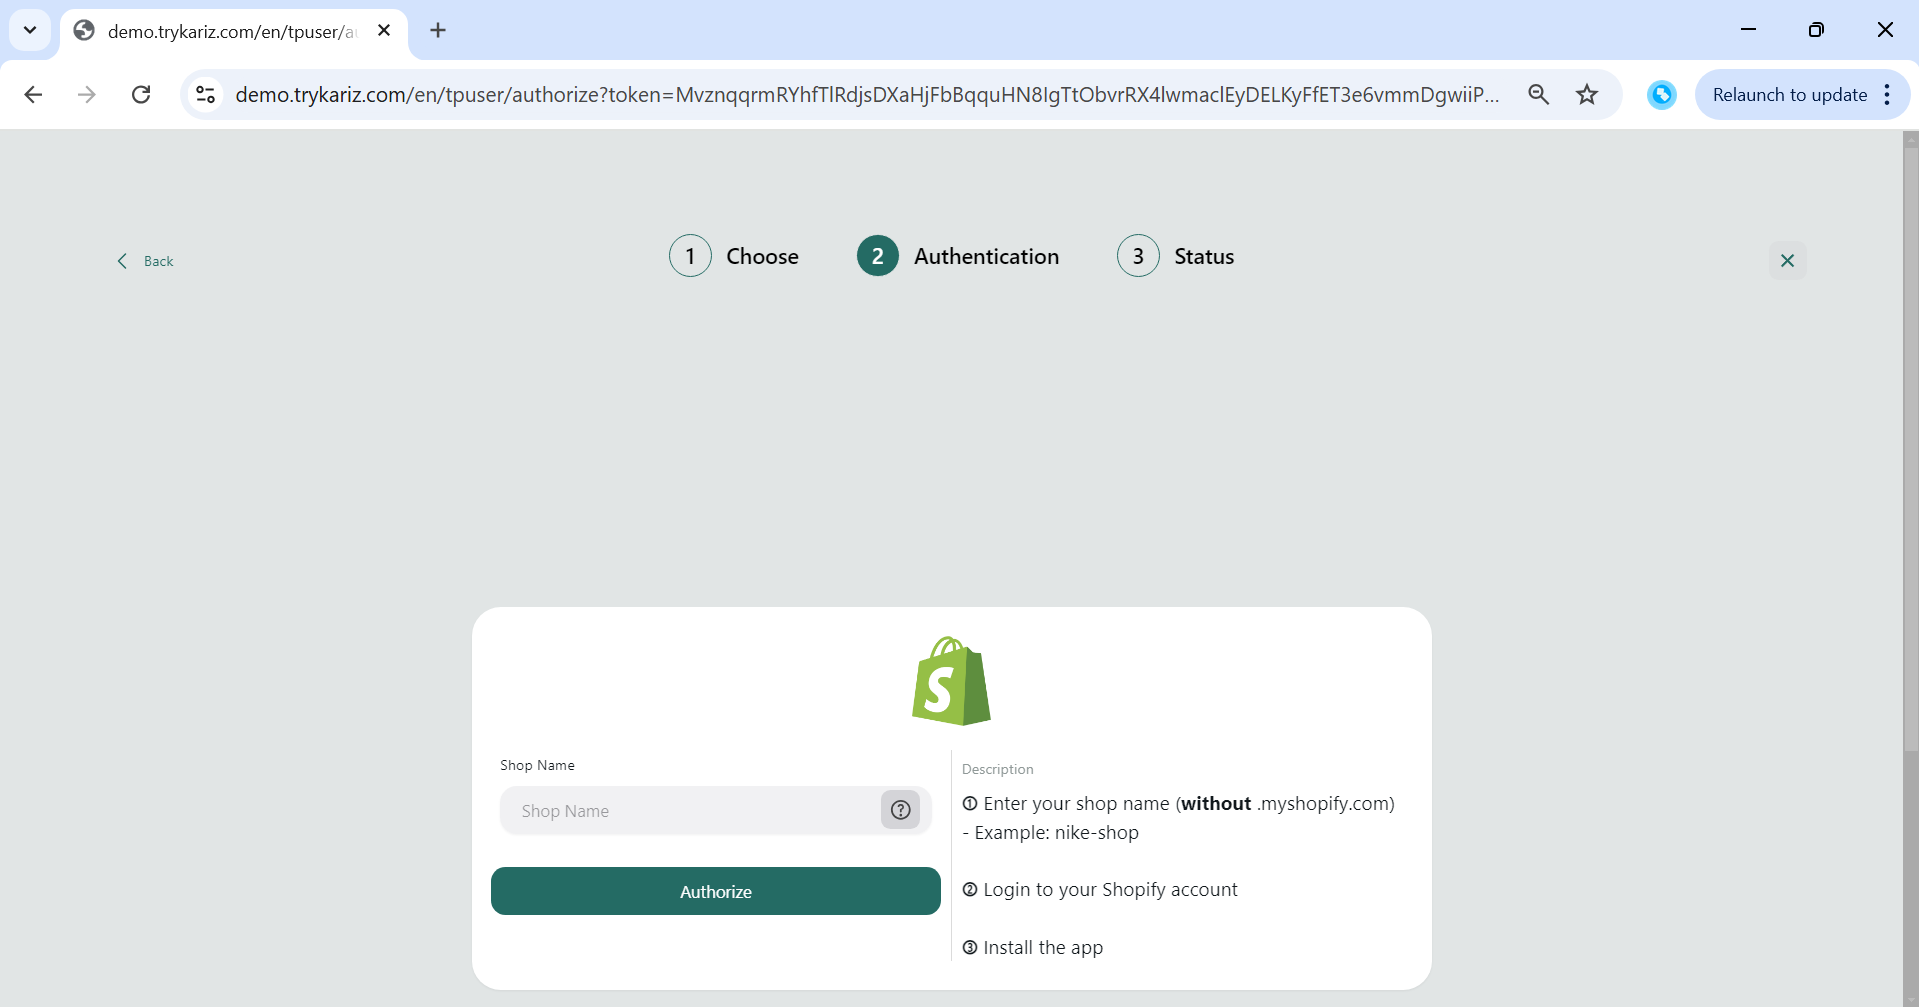 demo.trykariz.com/en/tpuser/au
demo.trykariz.com/en/tpuser/authorize?token=MvznqqrmRYhfTlRdjsDXaHjFbBqquHN8IgTtObvrRX4lwmaclEyDELKyFfET3e6vmmDgwiiP...
Relaunch to update
Back
1 Choose
2 Authentication
3 Status
S
Shop Name
Shop Name
Authorize
Description
① Enter your shop name (without .myshopify.com)
- Example: nike-shop
② Login to your Shopify account
③ Install the app